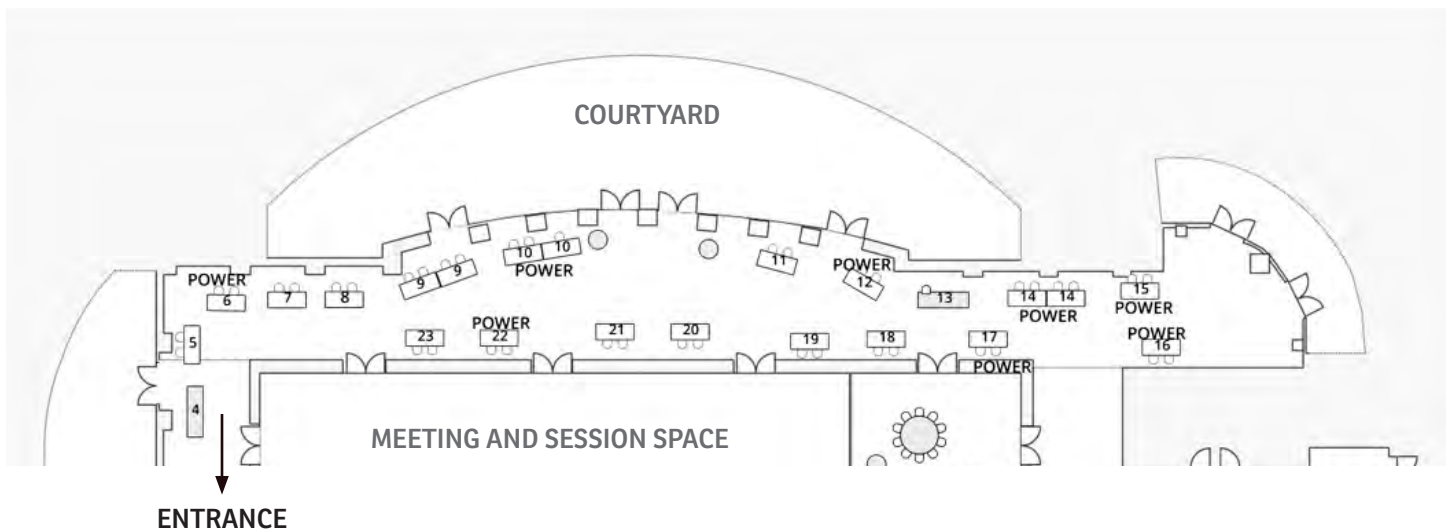 COURTYARD
10 10
POWER
11
9 9
POWER
12
POWER
6 7 8
13
14 14
POWER
15
POWER
5
23
POWER
22
21
20
19
18
17
POWER
POWER
16
4
MEETING AND SESSION SPACE
ENTRANCE